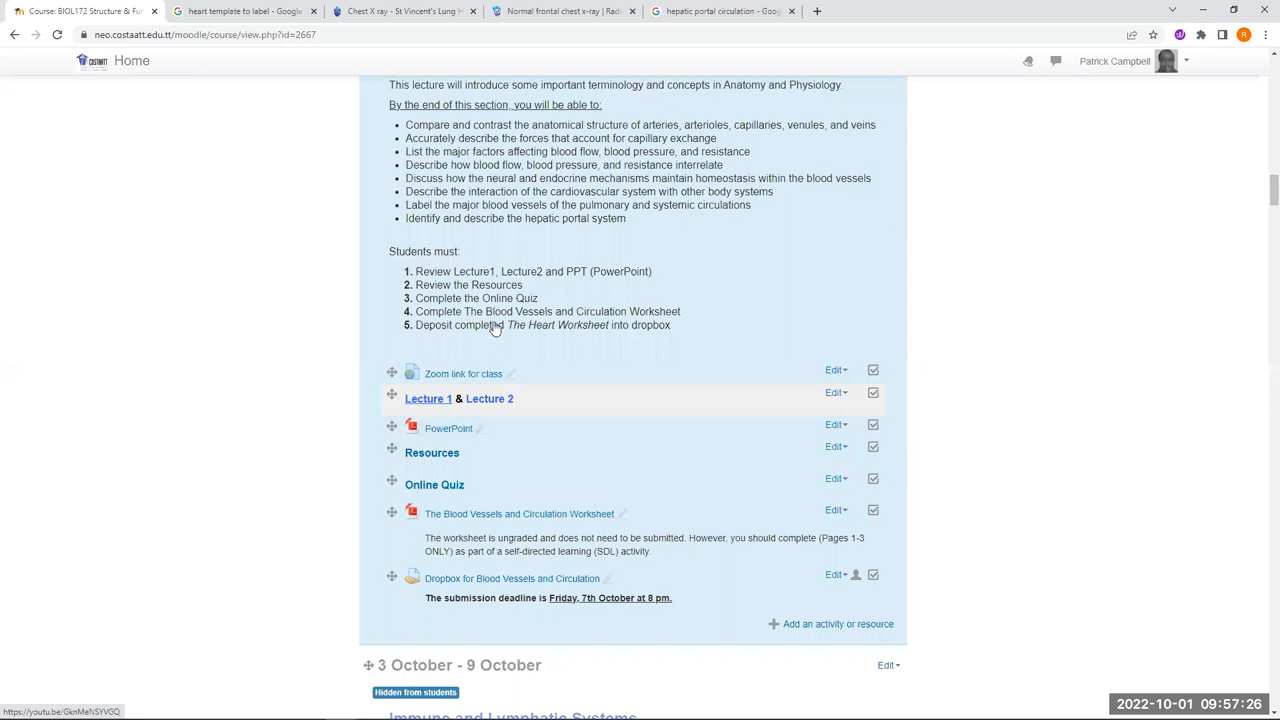 Course: BIOL172 Structure & Fun
heart template to label - Google
Chest X ray - St Vincent's Lung H
Normal frontal chest x-ray | Radi
hepatic portal circulation - Goog
neo.costaatt.edu.tt/moodle/course/view.php?id=2667
R
COSTAATT
Home
Patrick Campbell
This lecture will introduce some important terminology and concepts in Anatomy and Physiology.
By the end of this section, you will be able to:
• Compare and contrast the anatomical structure of arteries, arterioles, capillaries, venules, and veins
• Accurately describe the forces that account for capillary exchange
• List the major factors affecting blood flow, blood pressure, and resistance
• Describe how blood flow, blood pressure, and resistance interrelate
• Discuss how the neural and endocrine mechanisms maintain homeostasis within the blood vessels
• Describe the interaction of the cardiovascular system with other body systems
• Label the major blood vessels of the pulmonary and systemic circulations
• Identify and describe the hepatic portal system
Students must:
1. Review Lecture1, Lecture2 and PPT (PowerPoint)
2. Review the Resources
3. Complete the Online Quiz
4. Complete The Blood Vessels and Circulation Worksheet
5. Deposit completed The Heart Worksheet into dropbox
Zoom link for class
Edit
Lecture 1 & Lecture 2
Edit
PowerPoint
Edit
Resources
Edit
Online Quiz
Edit
The Blood Vessels and Circulation Worksheet
Edit
The worksheet is ungraded and does not need to be submitted. However, you should complete (Pages 1-3
ONLY) as part of a self-directed learning (SDL) activity.
Dropbox for Blood Vessels and Circulation
Edit
The submission deadline is Friday, 7th October at 8 pm.
Add an activity or resource
3 October - 9 October
Edit
Hidden from students
Immune and Lymphatic Systems
https://youtu.be/GknMeNSYVGQ
2022-10-01 09:57:26